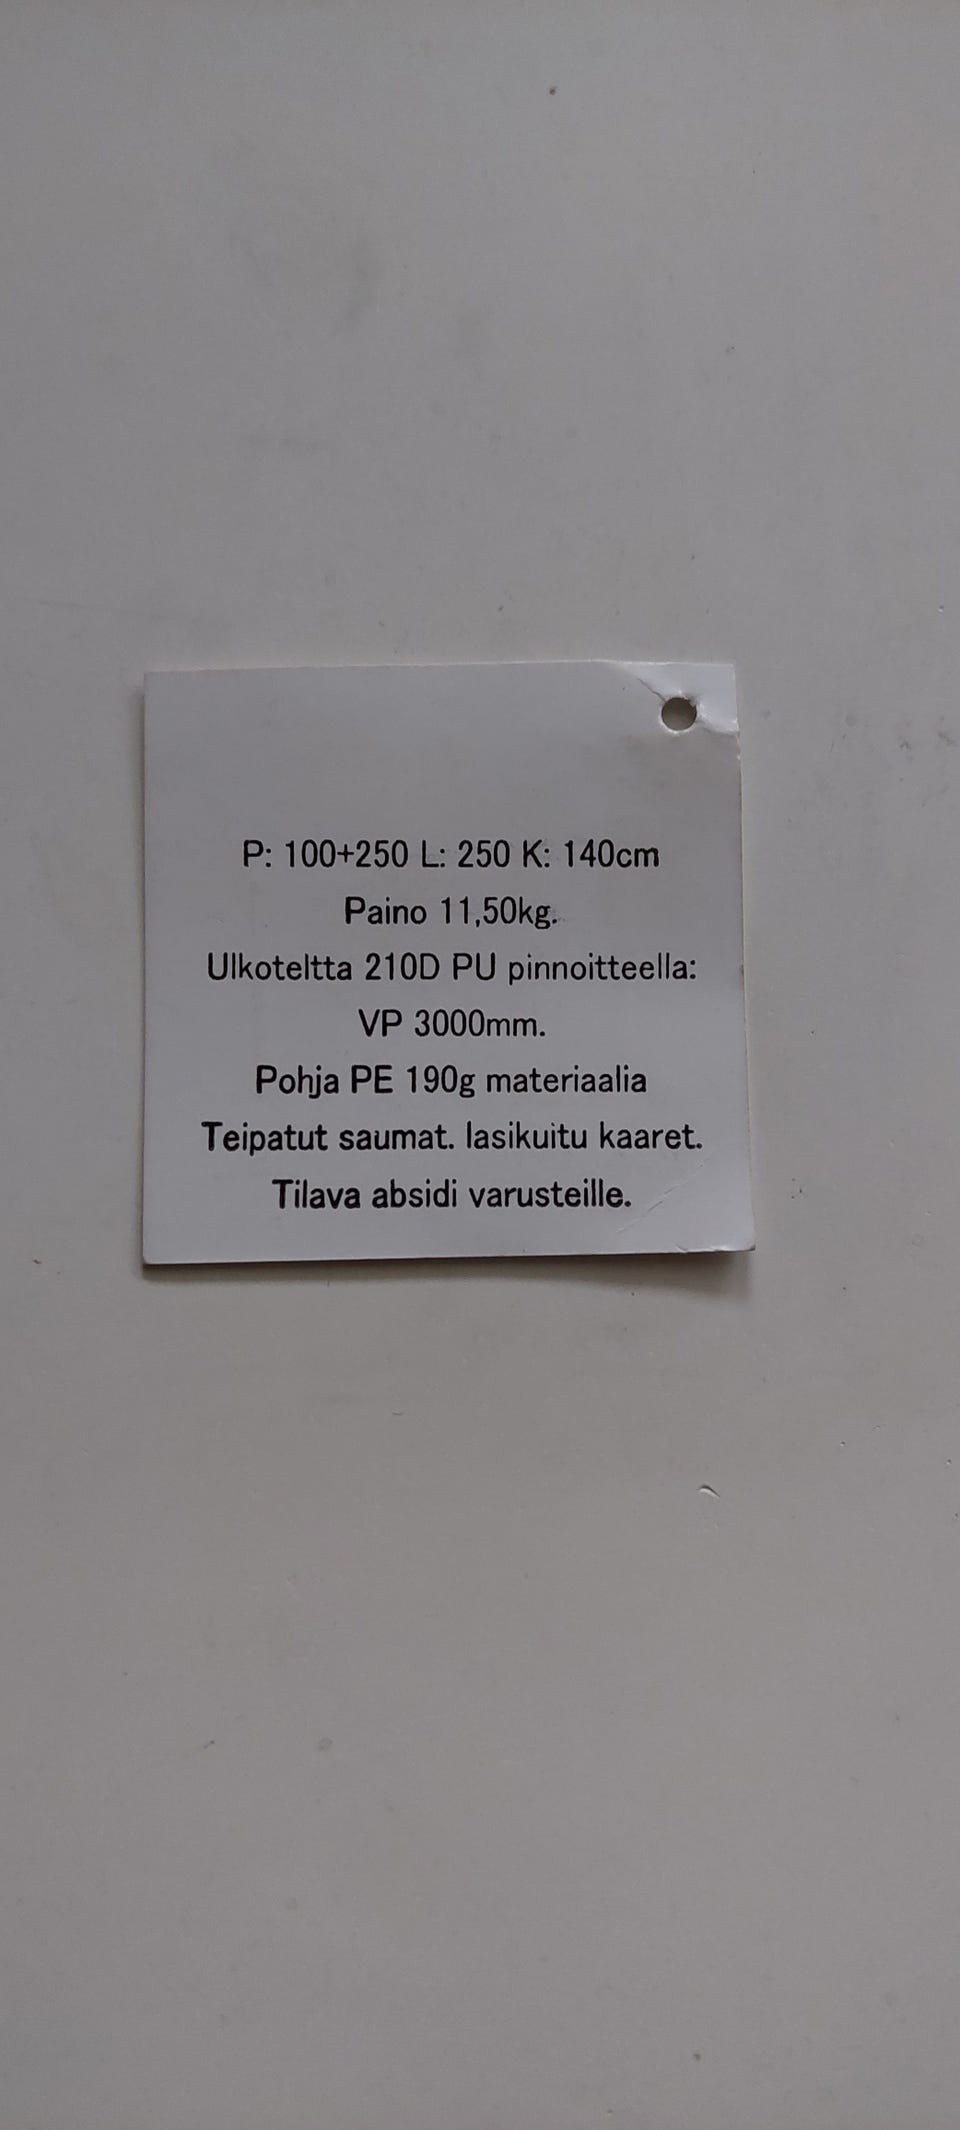 P: 100+250 L: 250 K: 140cm
Paino 11,50kg.
Ulkoteltta 210D PU pinnoitteella:
VP 3000mm.
Pohja PE 190g materiaalia
Teipatut saumat. lasikuitu kaaret.
Tilava absidi varusteille.